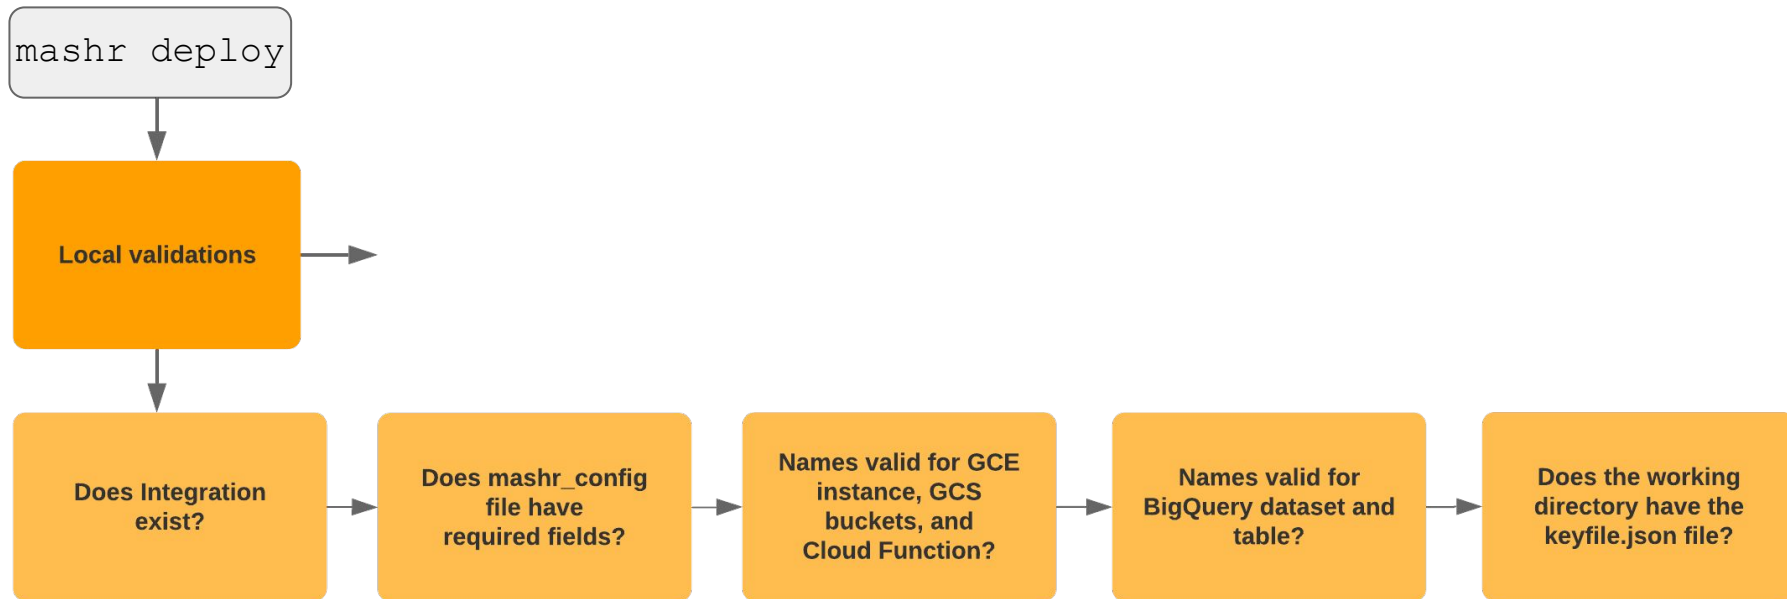 mashr deploy
Local validations
Does Integration
exist?
Does mashr_config
file have
required fields?
Names valid for GCE
instance, GCS
buckets, and
Cloud Function?
Names valid for
BigQuery dataset and
table?
Does the working
directory have the
keyfile.json file?